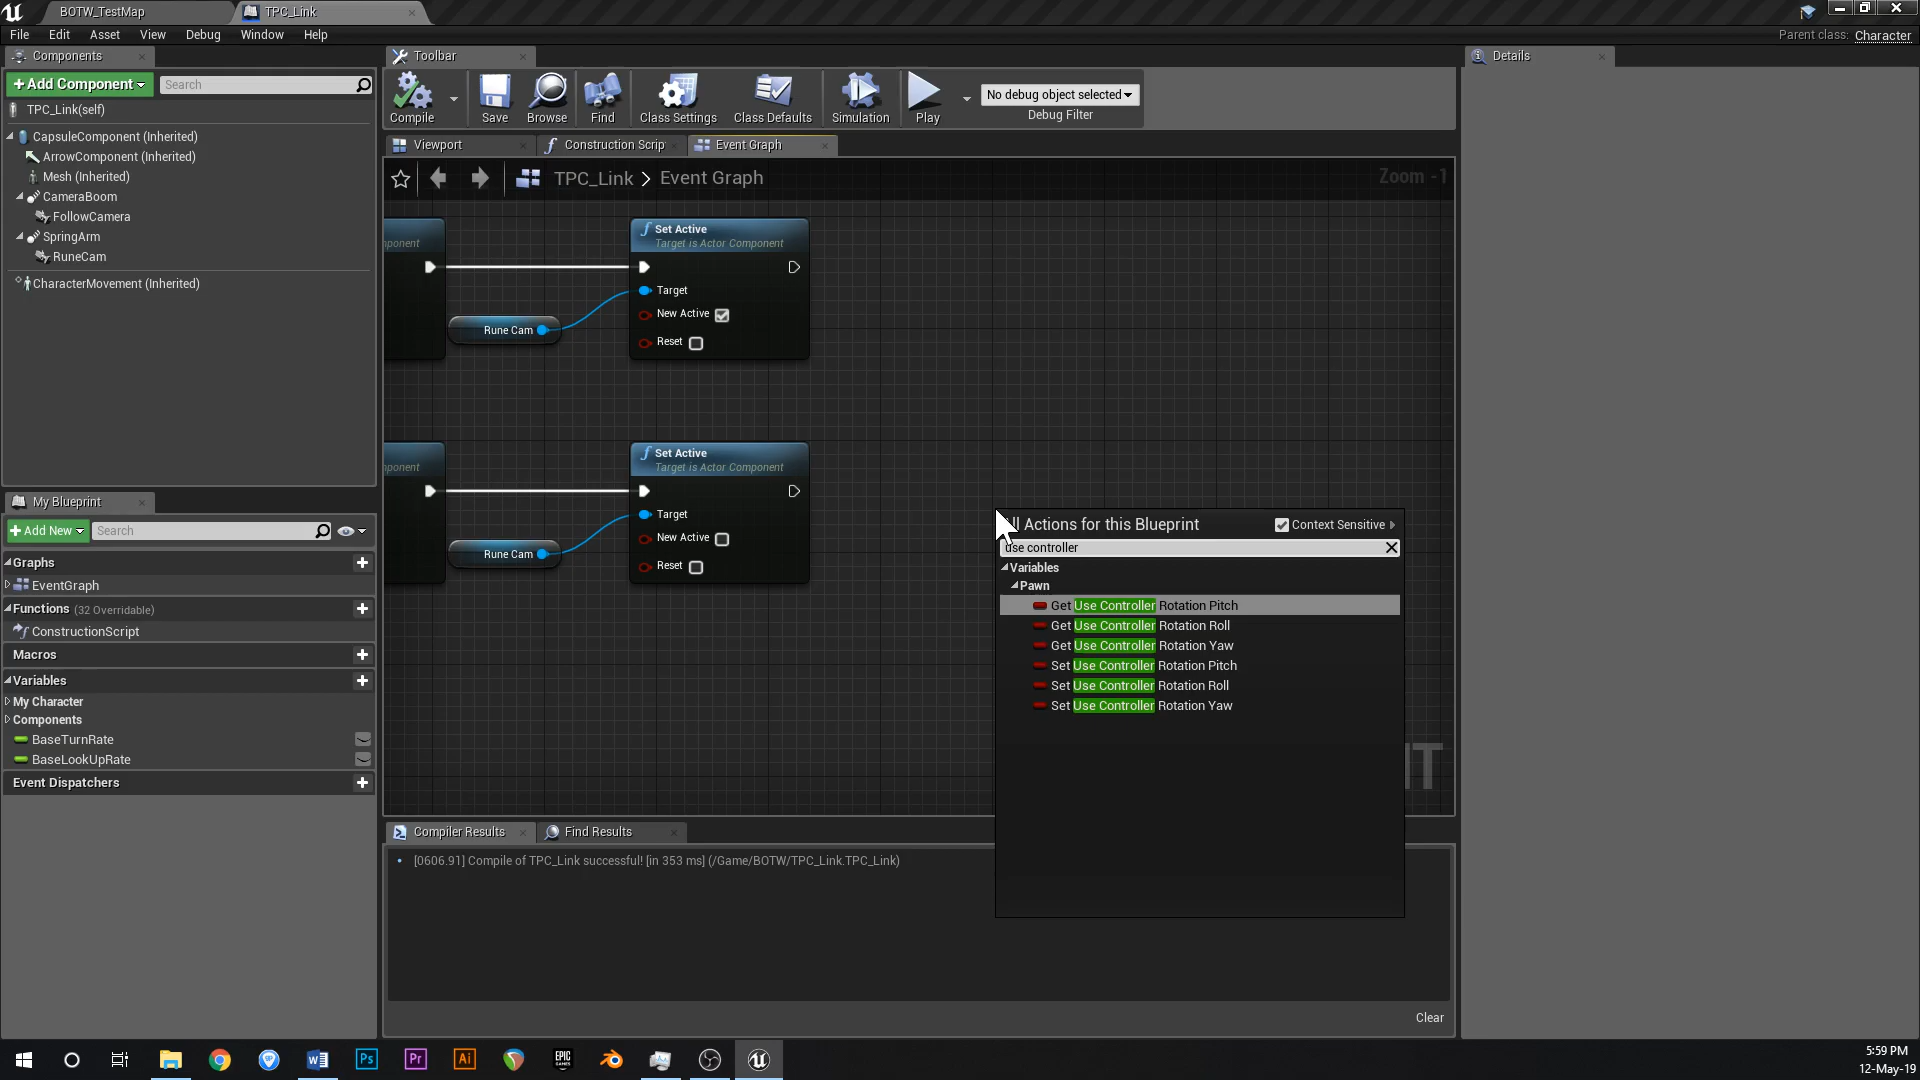 BOTW_TestMap
TPC_Link
File Edit Asset View Debug Window Help
Parent class: Character
Components
+ Add Component
Search
TPC_Link(self)
CapsuleComponent (Inherited)
ArrowComponent (Inherited)
Mesh (Inherited)
CameraBoom
FollowCamera
SpringArm
RuneCam
CharacterMovement (Inherited)
My Blueprint
+ Add New
Search
Graphs
EventGraph
Functions (32 Overridable)
ConstructionScript
Macros
Variables
My Character
Components
BaseTurnRate
BaseLookUpRate
Event Dispatchers
Toolbar
Compile
Save
Browse
Find
Class Settings
Class Defaults
Simulation
Play
No debug object selected
Debug Filter
Viewport
Construction Scrip
Event Graph
TPC_Link > Event Graph
Zoom -1
ponent
Set Active
Target is Actor Component
Target
New Active
Reset
Rune Cam
ponent
Set Active
Target is Actor Component
Target
New Active
Reset
Rune Cam
ll Actions for this Blueprint
Context Sensitive
use controller
Variables
Pawn
Get Use Controller Rotation Pitch
Get Use Controller Rotation Roll
Get Use Controller Rotation Yaw
Set Use Controller Rotation Pitch
Set Use Controller Rotation Roll
Set Use Controller Rotation Yaw
Compiler Results
Find Results
[0606.91] Compile of TPC_Link successful! [in 353 ms] (/Game/BOTW/TPC_Link.TPC_Link)
Clear
Details
Ps
Pr
Ai
EPIC
GAMES
5:59 PM
12-May-19